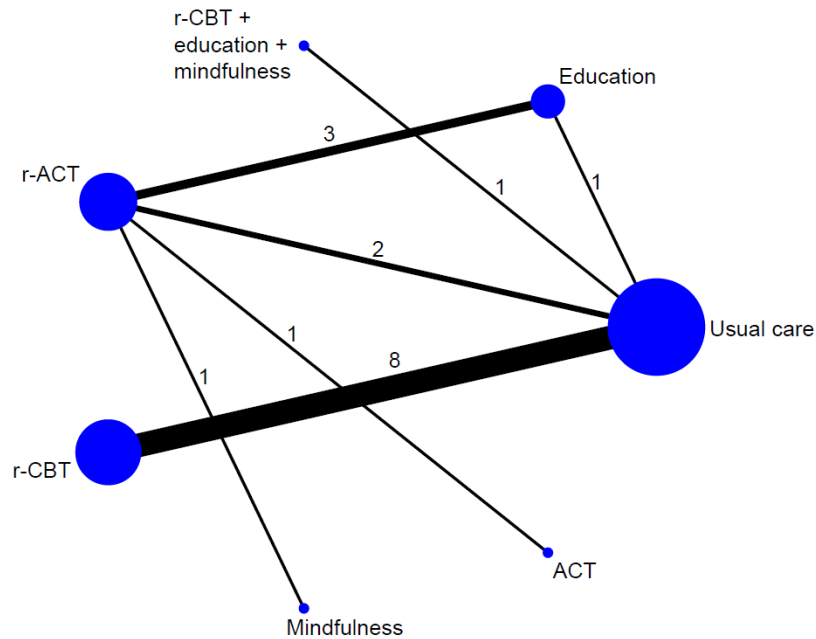 r-CBT +
education +
mindfulness
Education
3
r-ACT
1
1
2
Usual care
1
8
1
r-CBT
ACT
Mindfulness